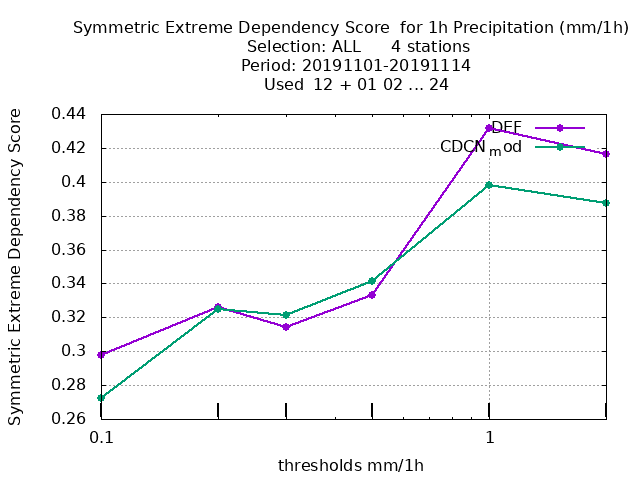 Symmetric Extreme Dependency Score  for 1h Precipitation (mm/1h)
Selection: ALL      4 stations
Period: 20191101-20191114
Used  12 + 01 02 ... 24
Symmetric Extreme Dependency Score
0.44
0.42
0.4
0.38
0.36
0.34
0.32
0.3
0.28
0.26
DEF
CDCNmod
0.1
1
thresholds mm/1h